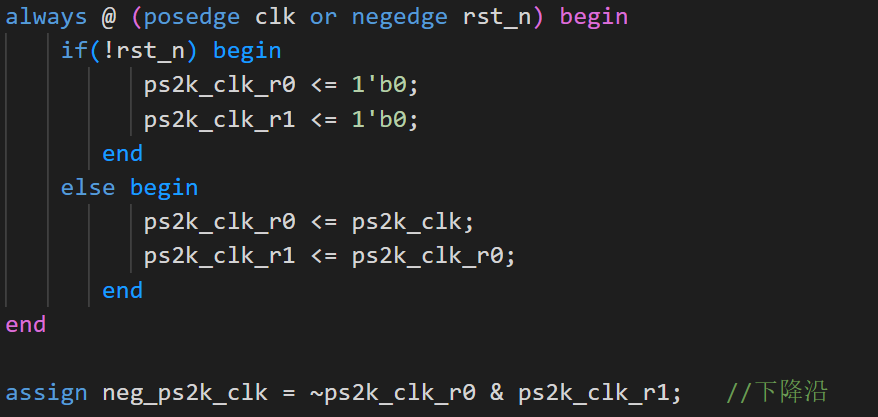 always @ (posedge clk or negedge rst_n) begin
    if(!rst_n) begin
          ps2k_clk_r0 <= 1'b0;
          ps2k_clk_r1 <= 1'b0;
       end
    else begin
          ps2k_clk_r0 <= ps2k_clk;
          ps2k_clk_r1 <= ps2k_clk_r0;
       end
end
assign neg_ps2k_clk = ~ps2k_clk_r0 & ps2k_clk_r1;   //下降沿